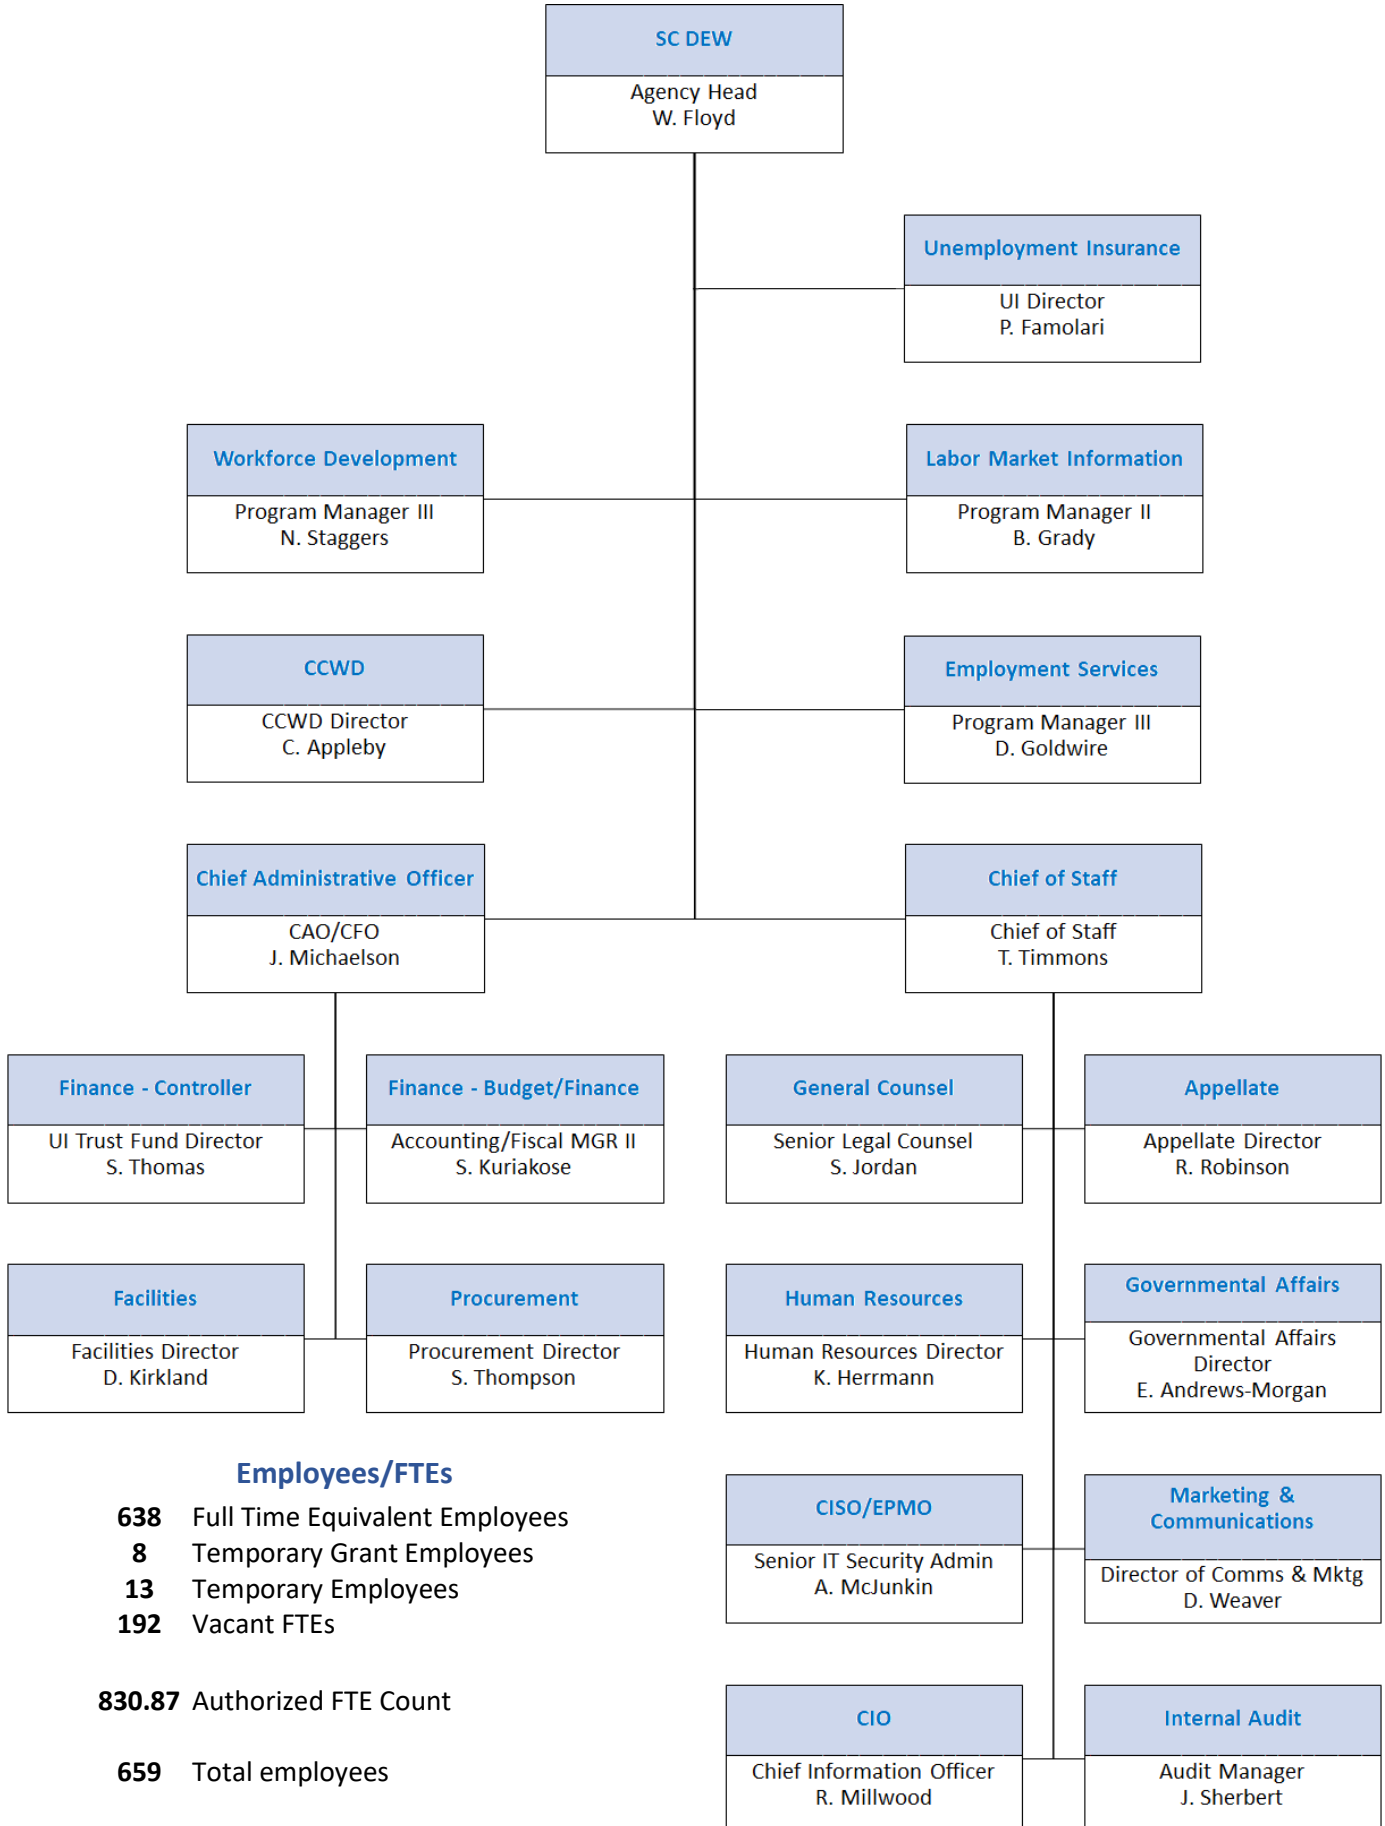 SC DEW
Agency Head
W. Floyd
Unemployment Insurance
UI Director
P. Famolari
Workforce Development
Program Manager III
N. Staggers
Labor Market Information
Program Manager II
B. Grady
CCWD
CCWD Director
C. Appleby
Employment Services
Program Manager III
D. Goldwire
Chief Administrative Officer
CAO/CFO
J. Michaelson
Chief of Staff
Chief of Staff
T. Timmons
Finance - Controller
UI Trust Fund Director
S. Thomas
Finance - Budget/Finance
Accounting/Fiscal MGR II
S. Kuriakose
General Counsel
Senior Legal Counsel
S. Jordan
Appellate
Appellate Director
R. Robinson
Facilities
Facilities Director
D. Kirkland
Procurement
Procurement Director
S. Thompson
Human Resources
Human Resources Director
K. Herrmann
Governmental Affairs
Governmental Affairs
Director
E. Andrews-Morgan
Employees/FTEs
638 Full Time Equivalent Employees
8 Temporary Grant Employees
13 Temporary Employees
192 Vacant FTEs
830.87 Authorized FTE Count
659 Total employees
CISO/EPMO
Senior IT Security Admin
A. McJunkin
Marketing &
Communications
Director of Comms & Mktg
D. Weaver
CIO
Chief Information Officer
R. Millwood
Internal Audit
Audit Manager
J. Sherbert